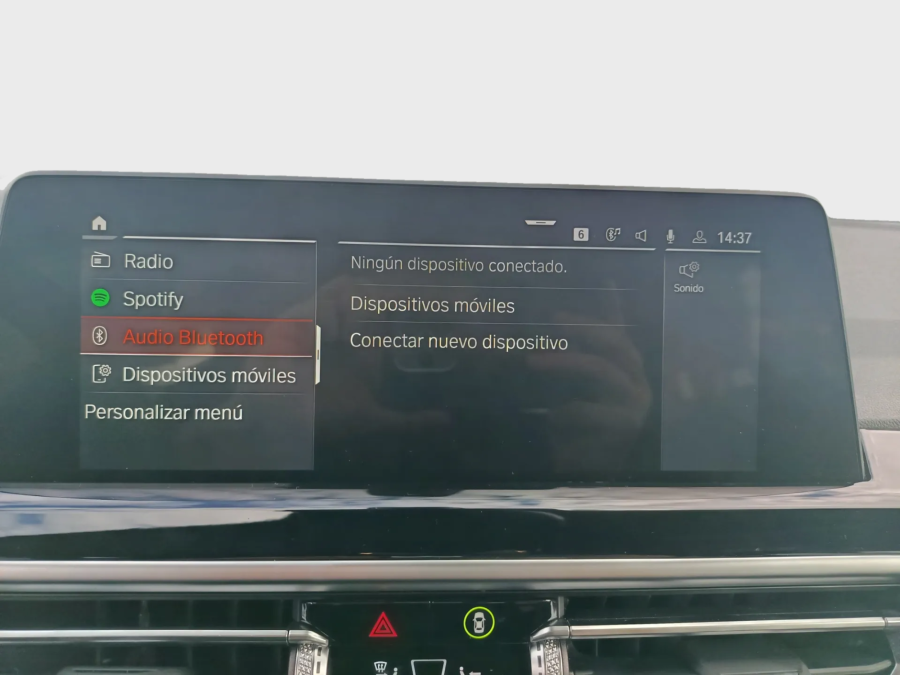 6
14:37
Radio
Spotify
Audio Bluetooth
Dispositivos móviles
Personalizar menú
Ningún dispositivo conectado.
Dispositivos móviles
Conectar nuevo dispositivo
Sonido